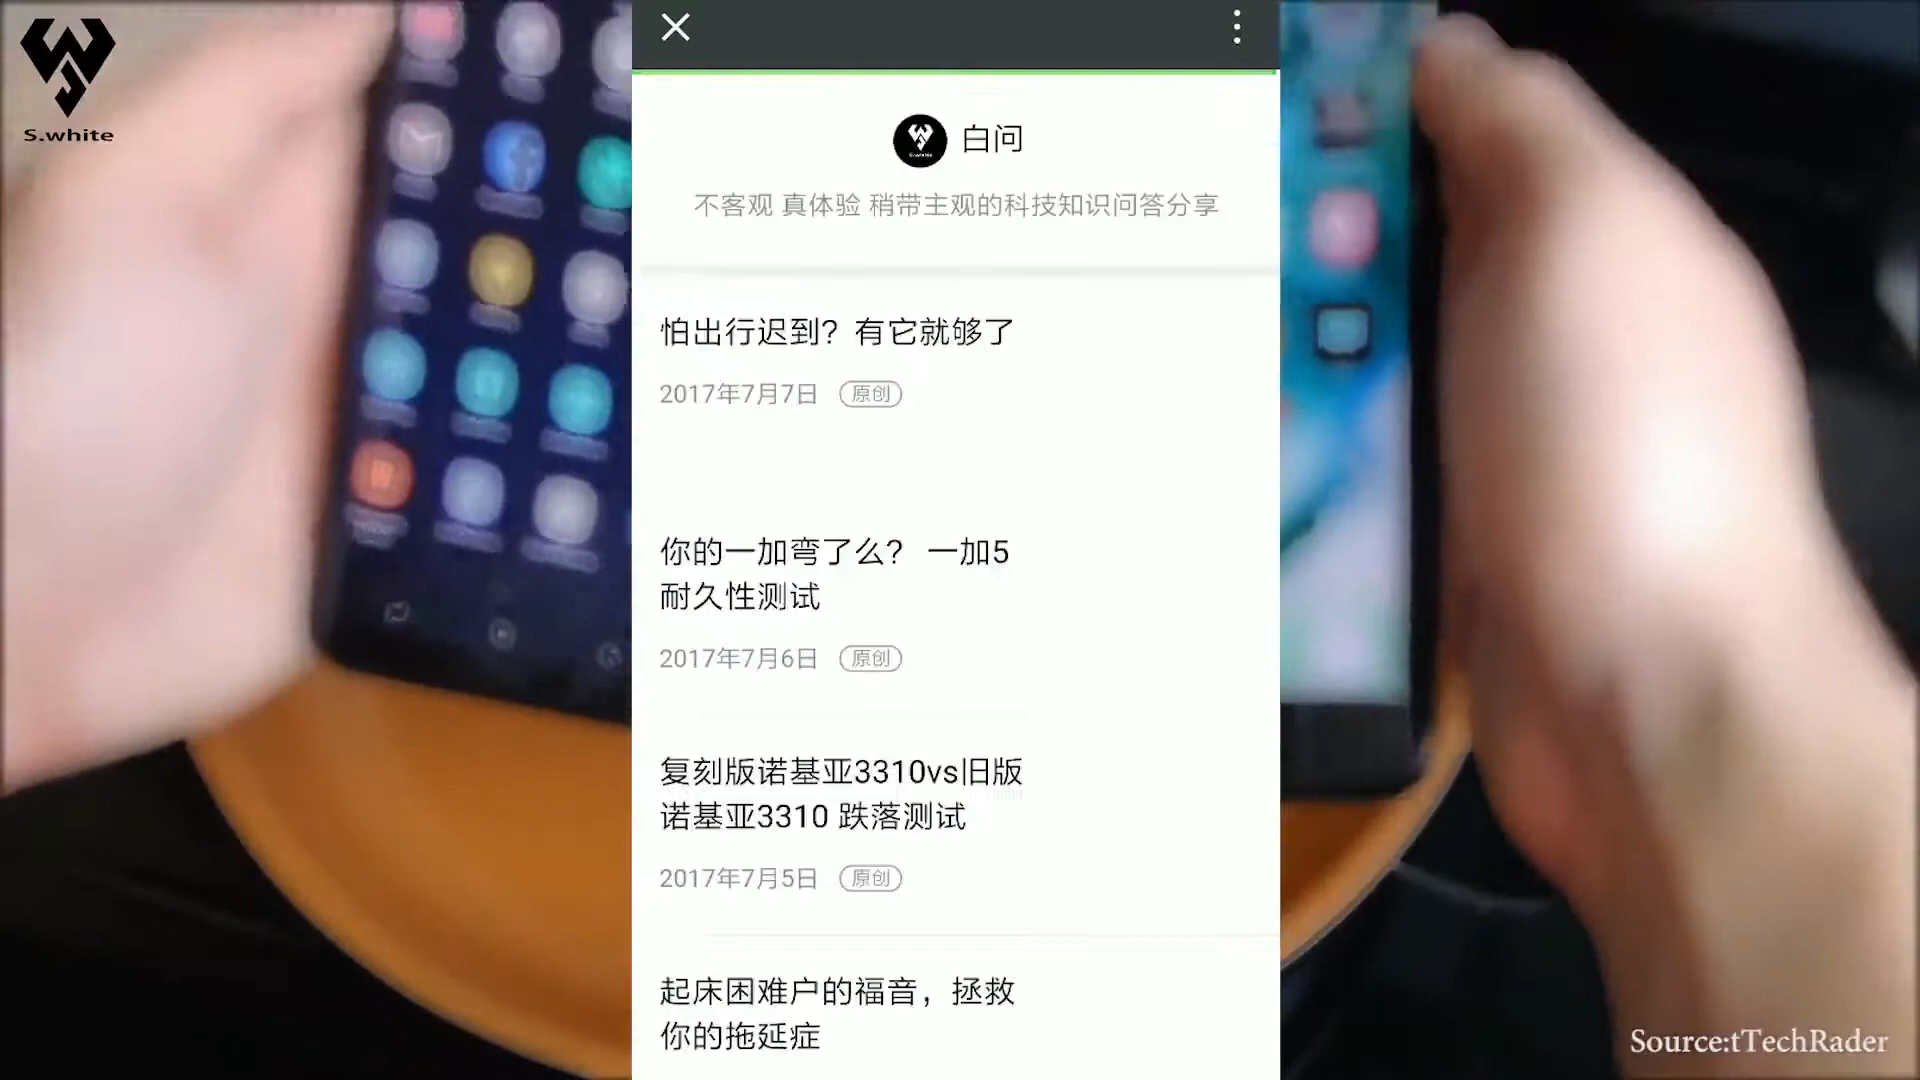 S.white
白问
不客观 真体验 稍带主观的科技知识问答分享
怕出行迟到？有它就够了
2017年7月7日 原创
你的一加弯了么？ 一加5
耐久性测试
2017年7月6日 原创
复刻版诺基亚3310vs旧版
诺基亚3310 跌落测试
2017年7月5日 原创
起床困难户的福音，拯救
你的拖延症
Source:tTechRader